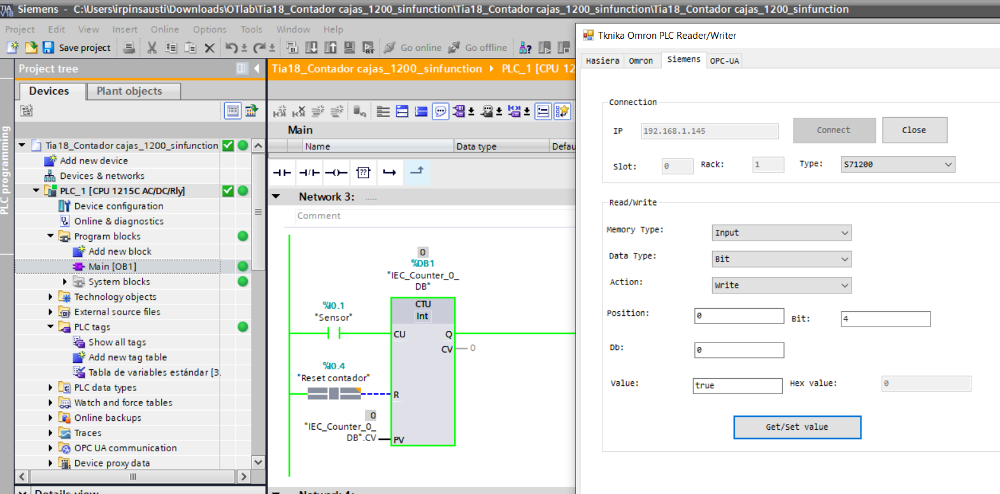 TIA
V18
Siemens - C:\Users\irpinsausti\Downloads\OTlab\Tia18_Contador cajas_1200_sinfunction\Tia18_Contador cajas_1200_sinfunction\Tia18_Contador cajas_1200_sinfunction
Project Edit View Insert Online Options Tools Window Help
Save project
Go online
Go offline
PLC programming
Project tree
Devices
Plant objects
Tia18_Contador cajas_1200_sinfunction
Add new device
Devices & networks
PLC_1 [CPU 1215C AC/DC/Rly]
Device configuration
Online & diagnostics
Program blocks
Add new block
Main [OB1]
System blocks
Technology objects
External source files
PLC tags
Show all tags
Add new tag table
Tabla de variables estándar [3.
PLC data types
Watch and force tables
Online backups
Traces
OPC UA communication
Device proxy data
Details view
Tia18_Contador cajas_1200_sinfunction PLC_1 [CPU 12
Main
Name
Data type
Defau
??
Network 3: .....
Comment
0
%DB1
"IEC_Counter_0_
DB"
%I0.1
"Sensor"
CTU
Int
CU
Q
CV
0
%I0.4
"Reset contador"
R
0
"IEC_Counter_0_
DB".CV
PV
Network 4:
Tknika Omron PLC Reader/Writer
Hasiera Omron Siemens OPC-UA
Connection
IP
192.168.1.145
Connect
Close
Slot:
0
Rack:
1
Type:
S71200
Read/Write
Memory Type:
Input
Data Type:
Bit
Action:
Write
Position:
0
Bit:
4
Db:
0
Value:
true
Hex value:
0
Get/Set value